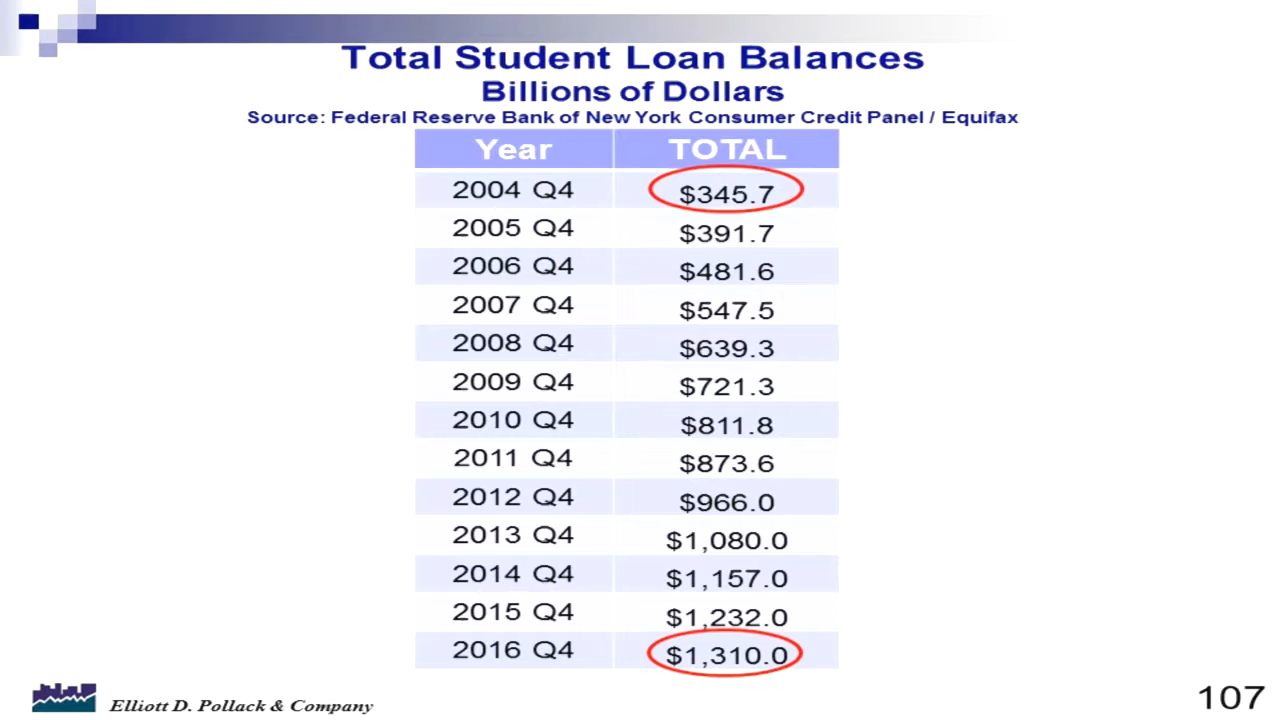 Total Student Loan Balances
Billions of Dollars
Source: Federal Reserve Bank of New York Consumer Credit Panel / Equifax
Year TOTAL
2004 Q4 $345.7
2005 Q4 $391.7
2006 Q4 $481.6
2007 Q4 $547.5
2008 Q4 $639.3
2009 Q4 $721.3
2010 Q4 $811.8
2011 Q4 $873.6
2012 Q4 $966.0
2013 Q4 $1,080.0
2014 Q4 $1,157.0
2015 Q4 $1,232.0
2016 Q4 $1,310.0
Elliott D. Pollack & Company
107